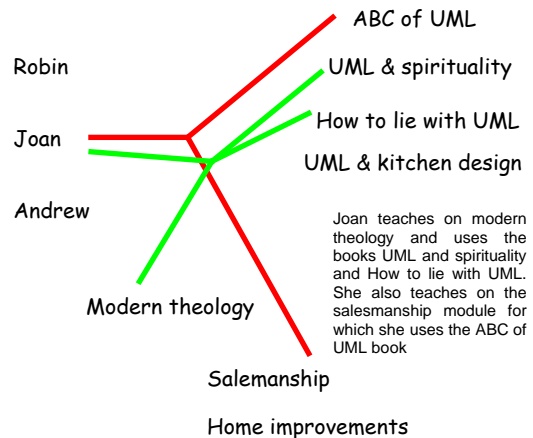 ABC of UML
Robin
UML & spirituality
How to lie with UML
Joan
UML & kitchen design
Andrew
Joan teaches on modern
theology and uses the
books UML and spirituality
and How to lie with UML.
She also teaches on the
salesmanship module for
which she uses the ABC of
UML book
Modern theology
Salemanship
Home improvements